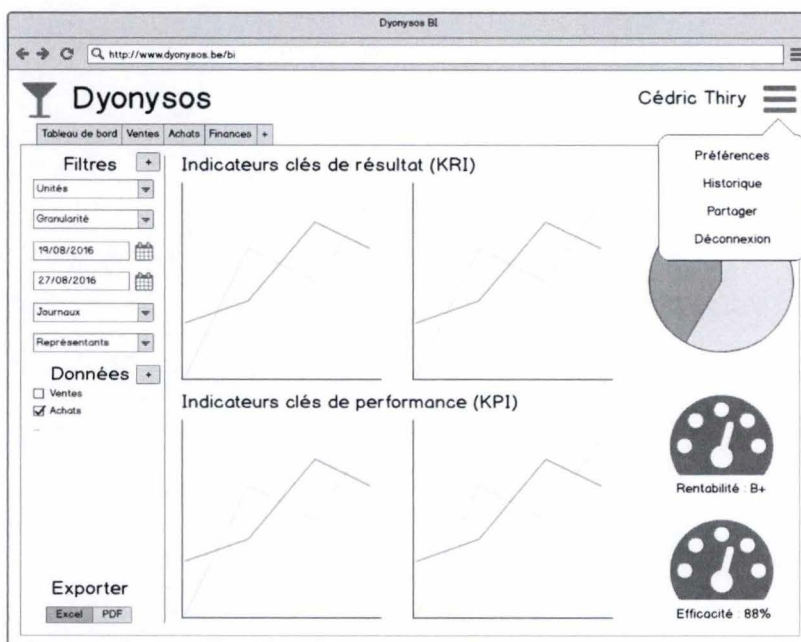 Dyonysos BI
http://www.dyonysos.be/bi
Dyonysos
Cédric Thiry
Tableau de bord Ventes Achats Finances +
Préférences
Historique
Partager
Déconnexion
Filtres +
Unités
Granularité
19/08/2016
27/08/2016
Journaux
Représentants
Données +
Ventes
Achats
...
Exporter
Excel PDF
Indicateurs clés de résultat (KRI)
Indicateurs clés de performance (KPI)
Rentabilité : B+
Efficacité : 88%